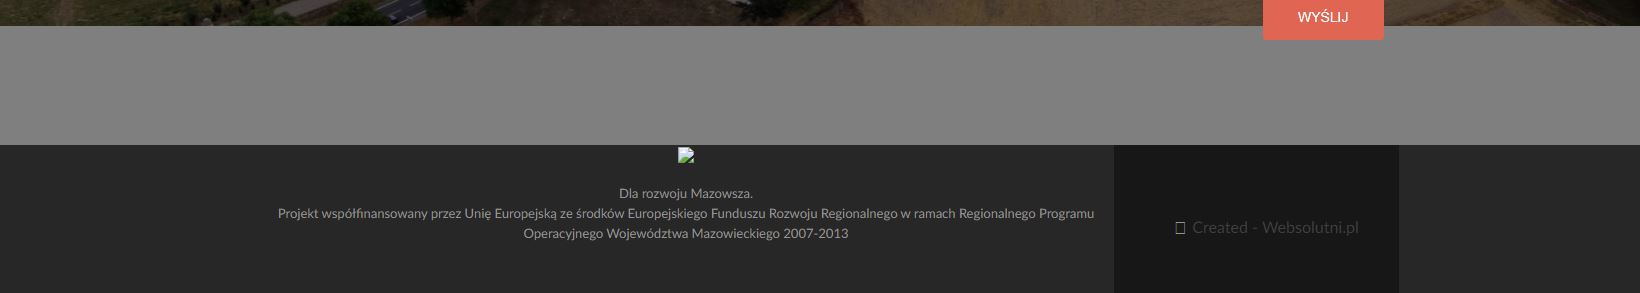 WYŚLIJ
Dla rozwoju Mazowsza.
Projekt współfinansowany przez Unię Europejską ze środków Europejskiego Funduszu Rozwoju Regionalnego w ramach Regionalnego Programu
Operacyjnego Województwa Mazowieckiego 2007-2013
Created - Websolutni.pl